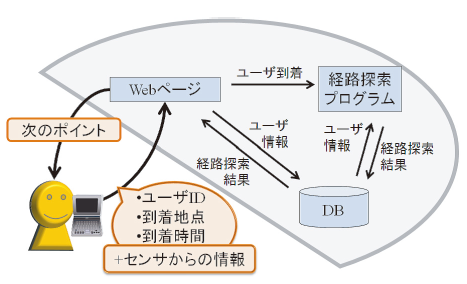 ユーザ到着
Webページ
経路探索
プログラム
次のポイント
ユーザ
情報
経路探索
結果
ユーザ
情報
経路探索
結果
DB
•ユーザID
•到着地点
•到着時間
+センサからの情報